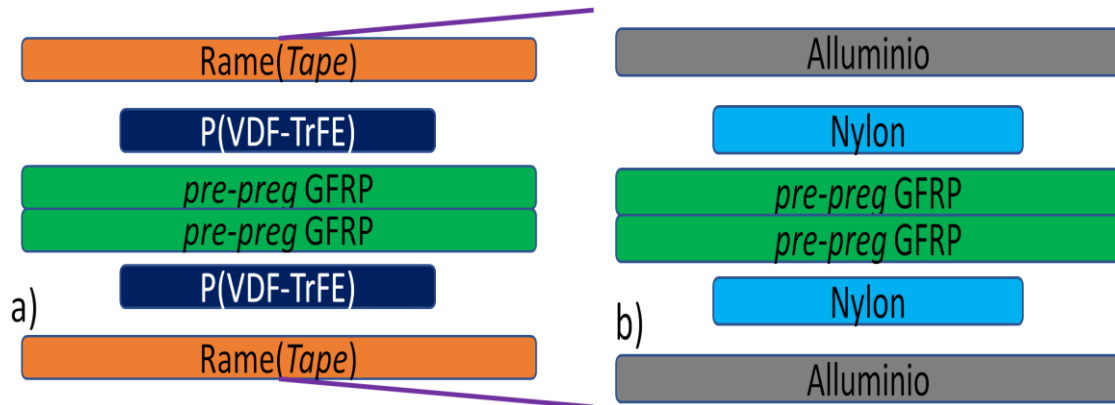 Rame(Tape)
P(VDF-TrFE)
pre-preg GFRP
pre-preg GFRP
P(VDF-TrFE)
a)
Rame(Tape)
Alluminio
Nylon
pre-preg GFRP
pre-preg GFRP
Nylon
b)
Alluminio